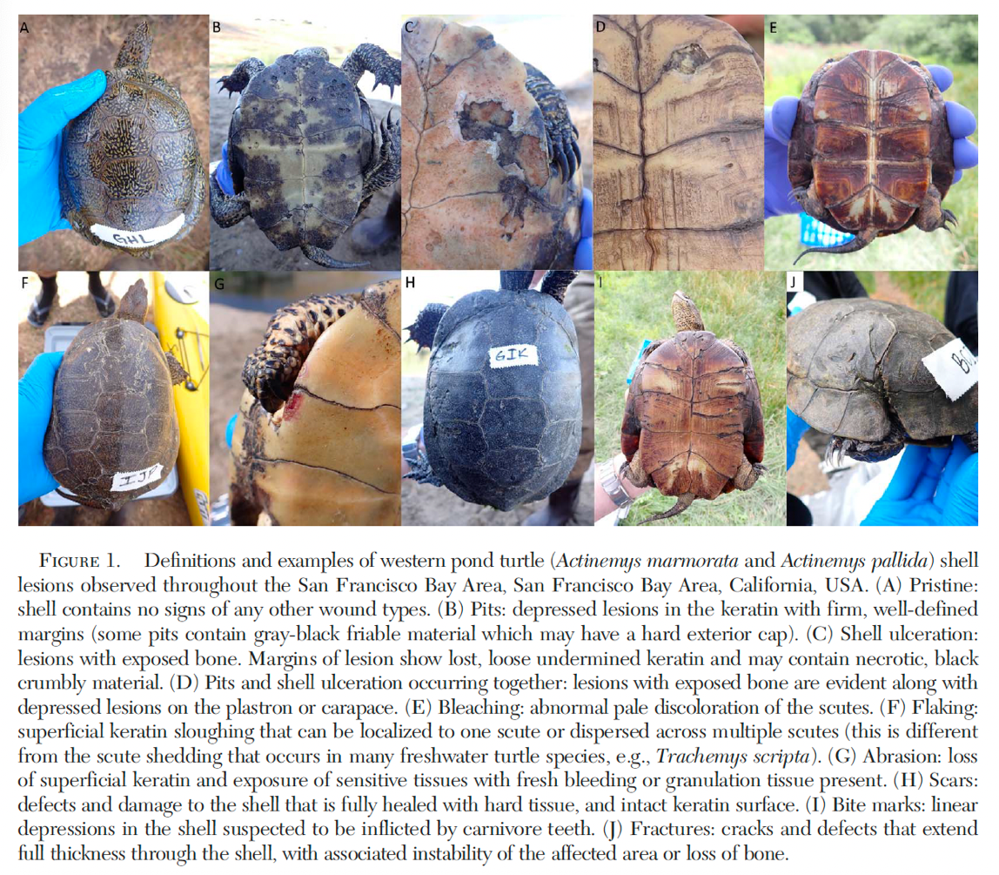 A
B
C
D
E
GHL
F
G
H
I
J
IJP
GIK
FIGURE 1. Definitions and examples of western pond turtle (Actinemys marmorata and Actinemys pallida) shell
lesions observed throughout the San Francisco Bay Area, San Francisco Bay Area, California, USA. (A) Pristine:
shell contains no signs of any other wound types. (B) Pits: depressed lesions in the keratin with firm, well-defined
margins (some pits contain gray-black friable material which may have a hard exterior cap). (C) Shell ulceration:
lesions with exposed bone. Margins of lesion show lost, loose undermined keratin and may contain necrotic, black
crumbly material. (D) Pits and shell ulceration occurring together: lesions with exposed bone are evident along with
depressed lesions on the plastron or carapace. (E) Bleaching: abnormal pale discoloration of the scutes. (F) Flaking:
superficial keratin sloughing that can be localized to one scute or dispersed across multiple scutes (this is different
from the scute shedding that occurs in many freshwater turtle species, e.g., Trachemys scripta). (G) Abrasion: loss
of superficial keratin and exposure of sensitive tissues with fresh bleeding or granulation tissue present. (H) Scars:
defects and damage to the shell that is fully healed with hard tissue, and intact keratin surface. (I) Bite marks: linear
depressions in the shell suspected to be inflicted by carnivore teeth. (J) Fractures: cracks and defects that extend
full thickness through the shell, with associated instability of the affected area or loss of bone.